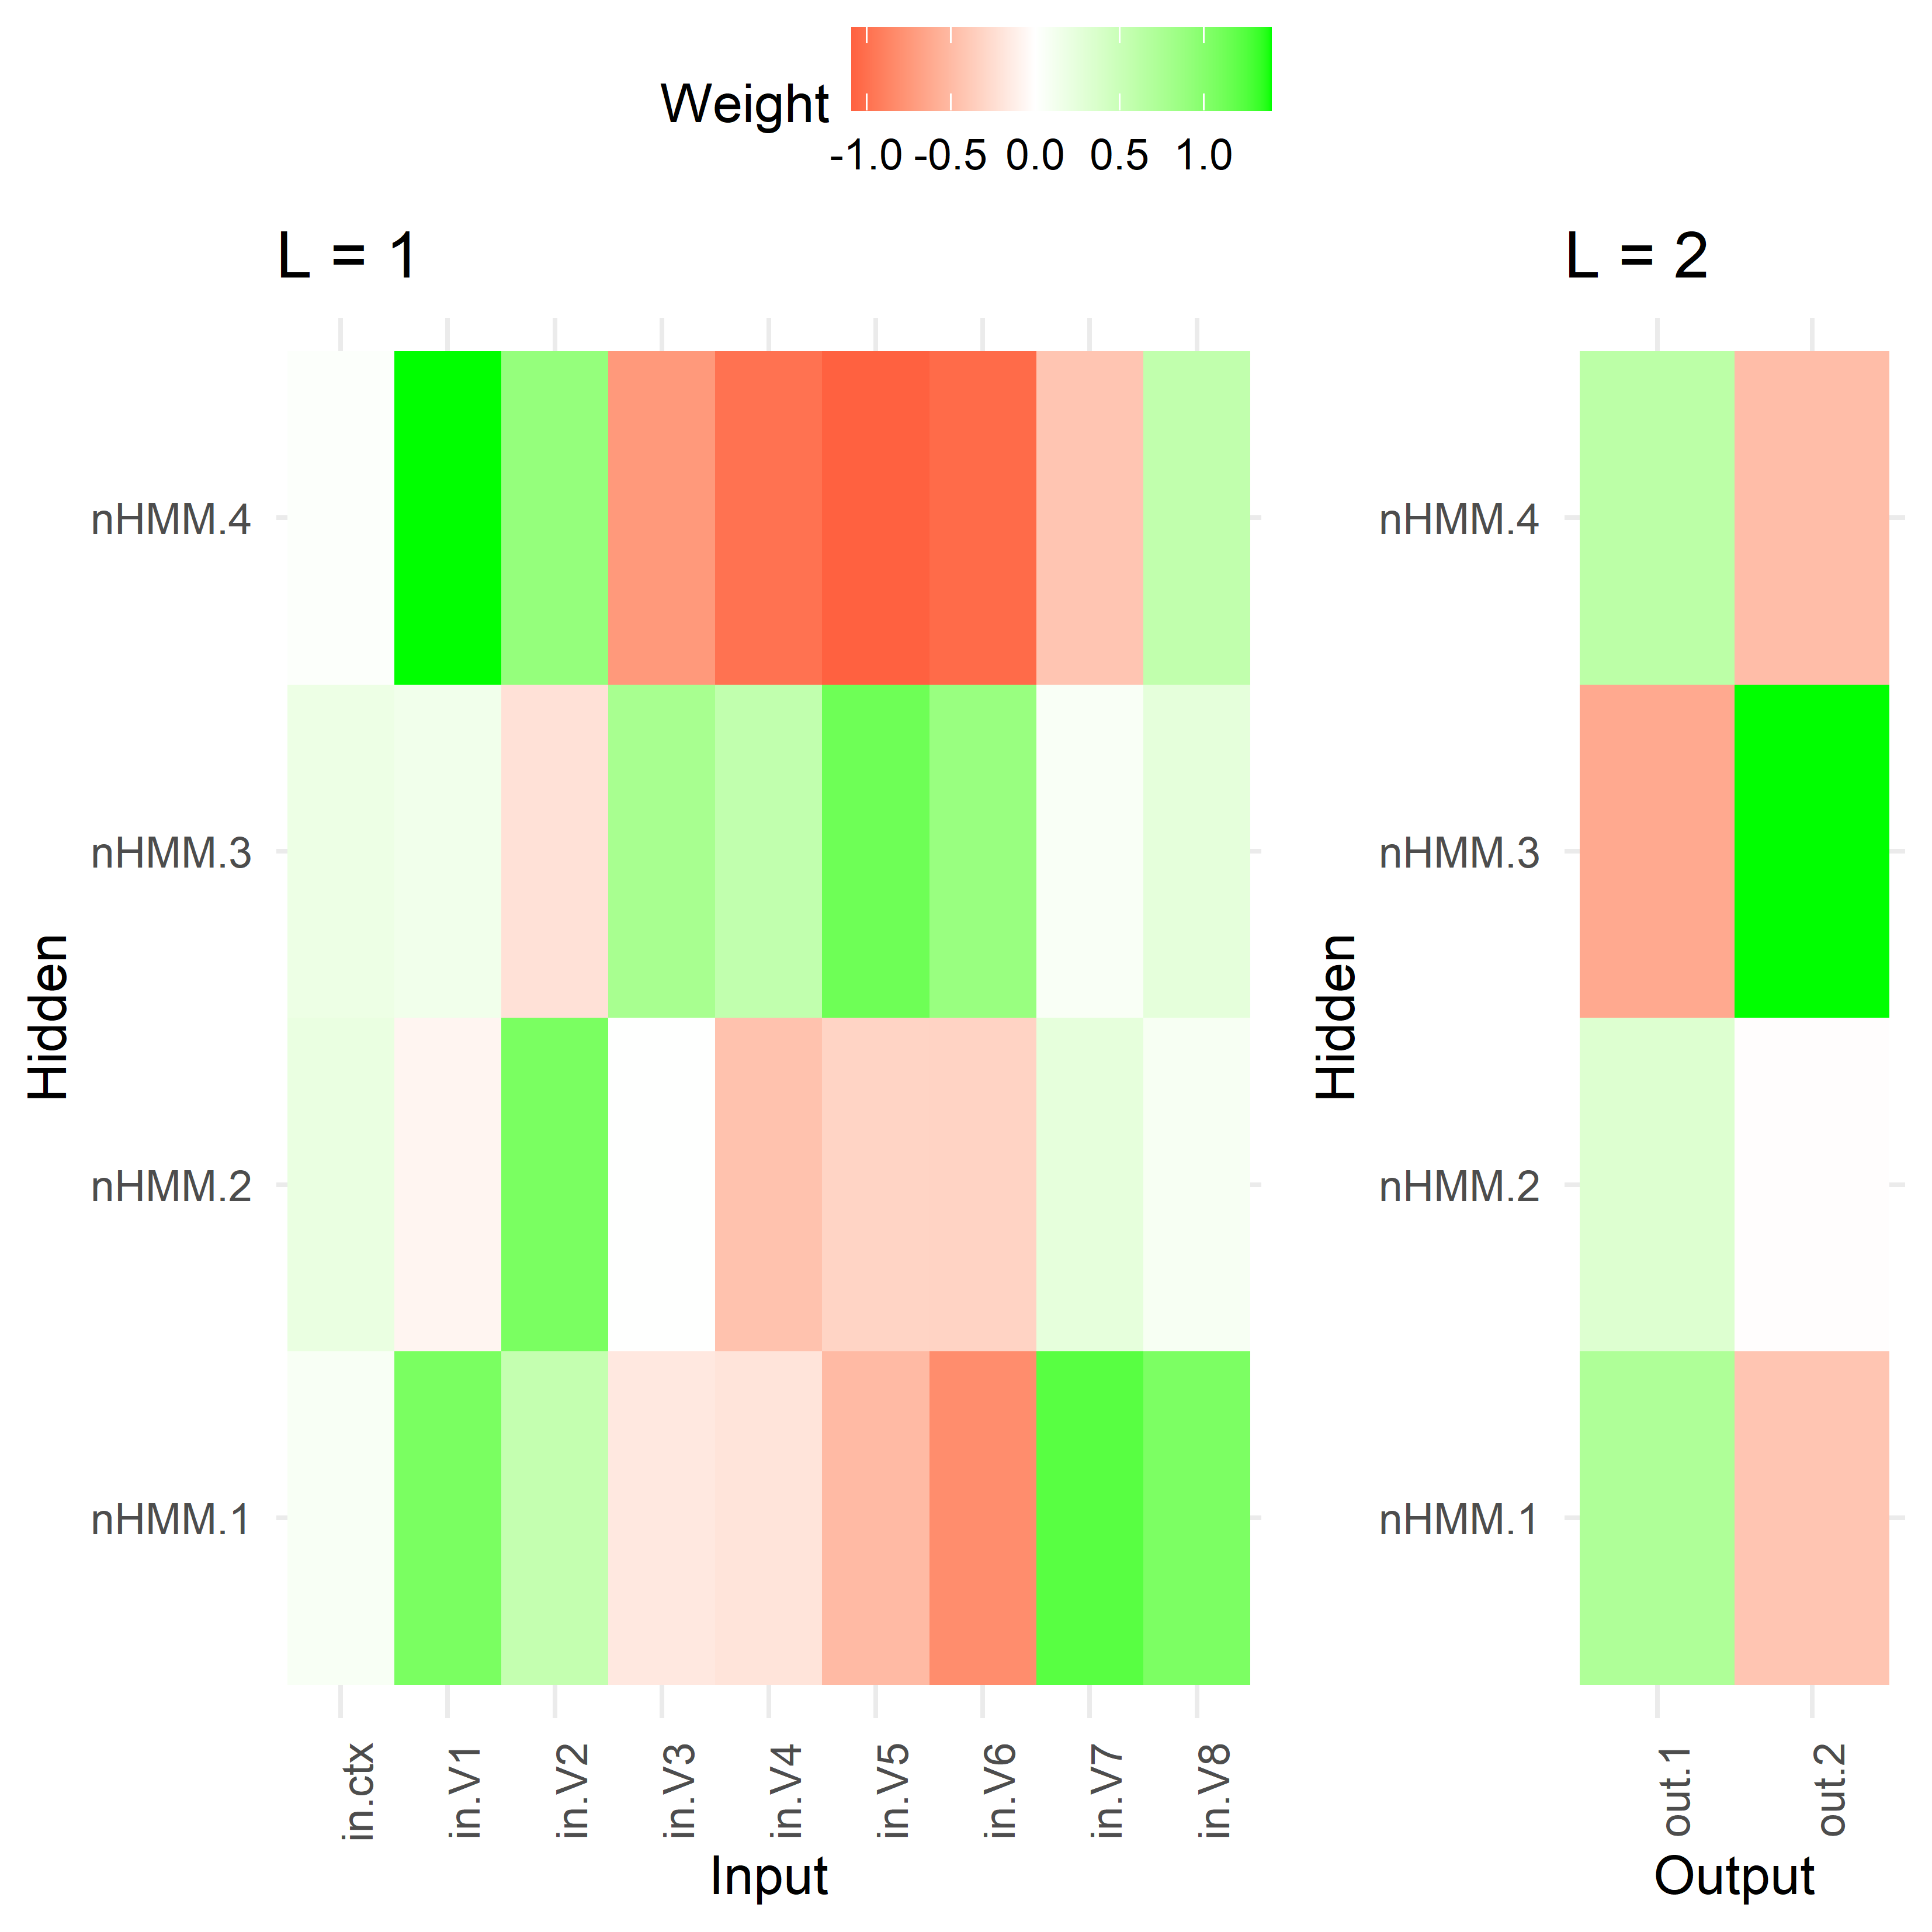 Weight
-1.0 -0.5 0.0 0.5 1.0
L = 1
L = 2
Hidden
nHMM.4
nHMM.3
nHMM.2
nHMM.1
in.ctx in.V1 in.V2 in.V3 in.V4 in.V5 in.V6 in.V7 in.V8
Input
Hidden
nHMM.4
nHMM.3
nHMM.2
nHMM.1
out.1 out.2
Output